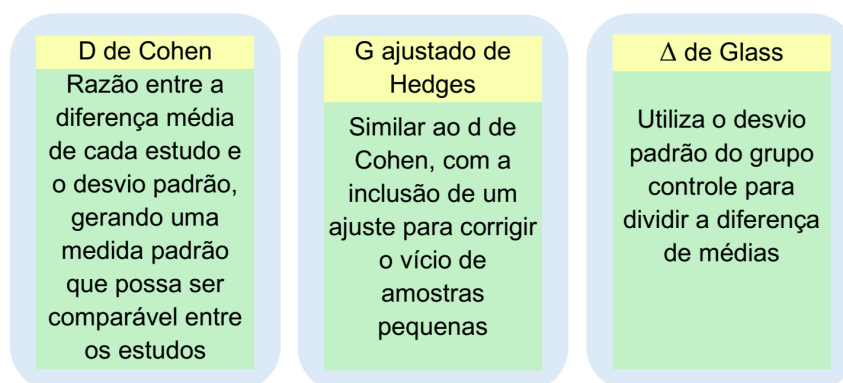 D de Cohen
Razão entre a
diferença média
de cada estudo e
o desvio padrão,
gerando uma
medida padrão
que possa ser
comparável entre
os estudos
G ajustado de
Hedges
Similar ao d de
Cohen, com a
inclusão de um
ajuste para corrigir
o vício de
amostras
pequenas
Δ de Glass
Utiliza o desvio
padrão do grupo
controle para
dividir a diferença
de médias